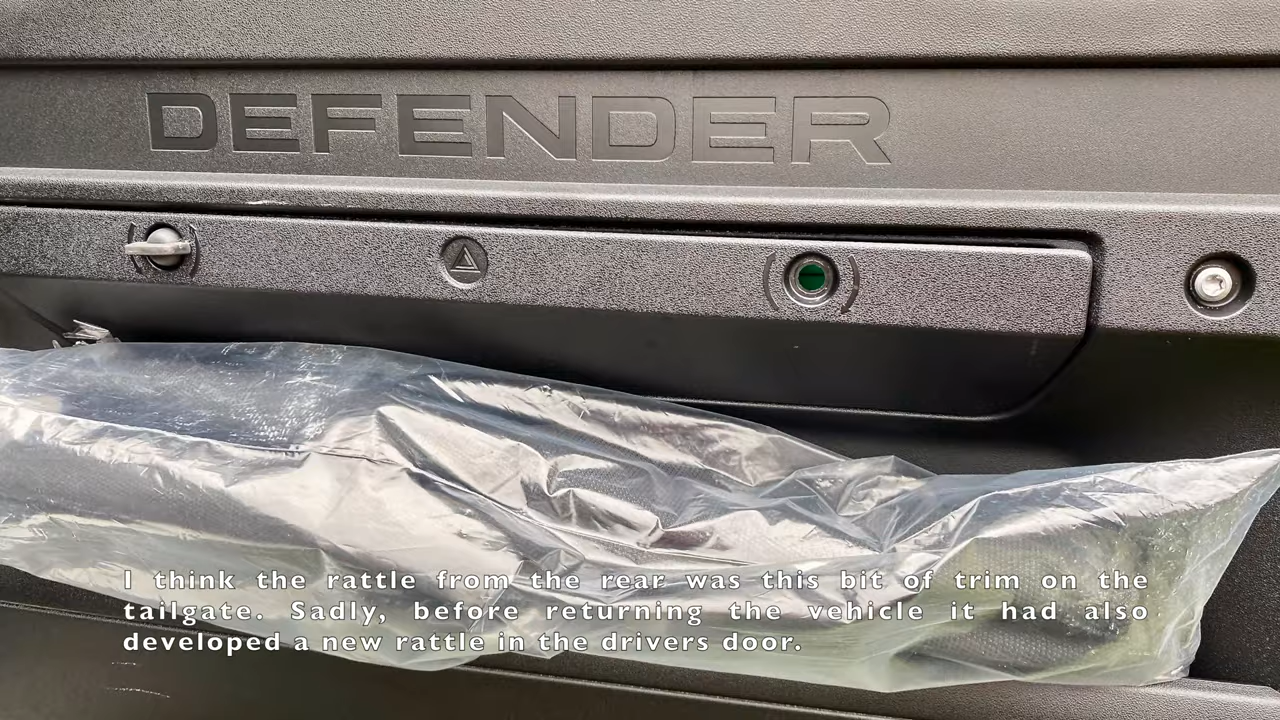 DEFENDER
I think the rattle from the rear was this bit of trim on the
tailgate. Sadly, before returning the vehicle it had also
developed a new rattle in the drivers door.